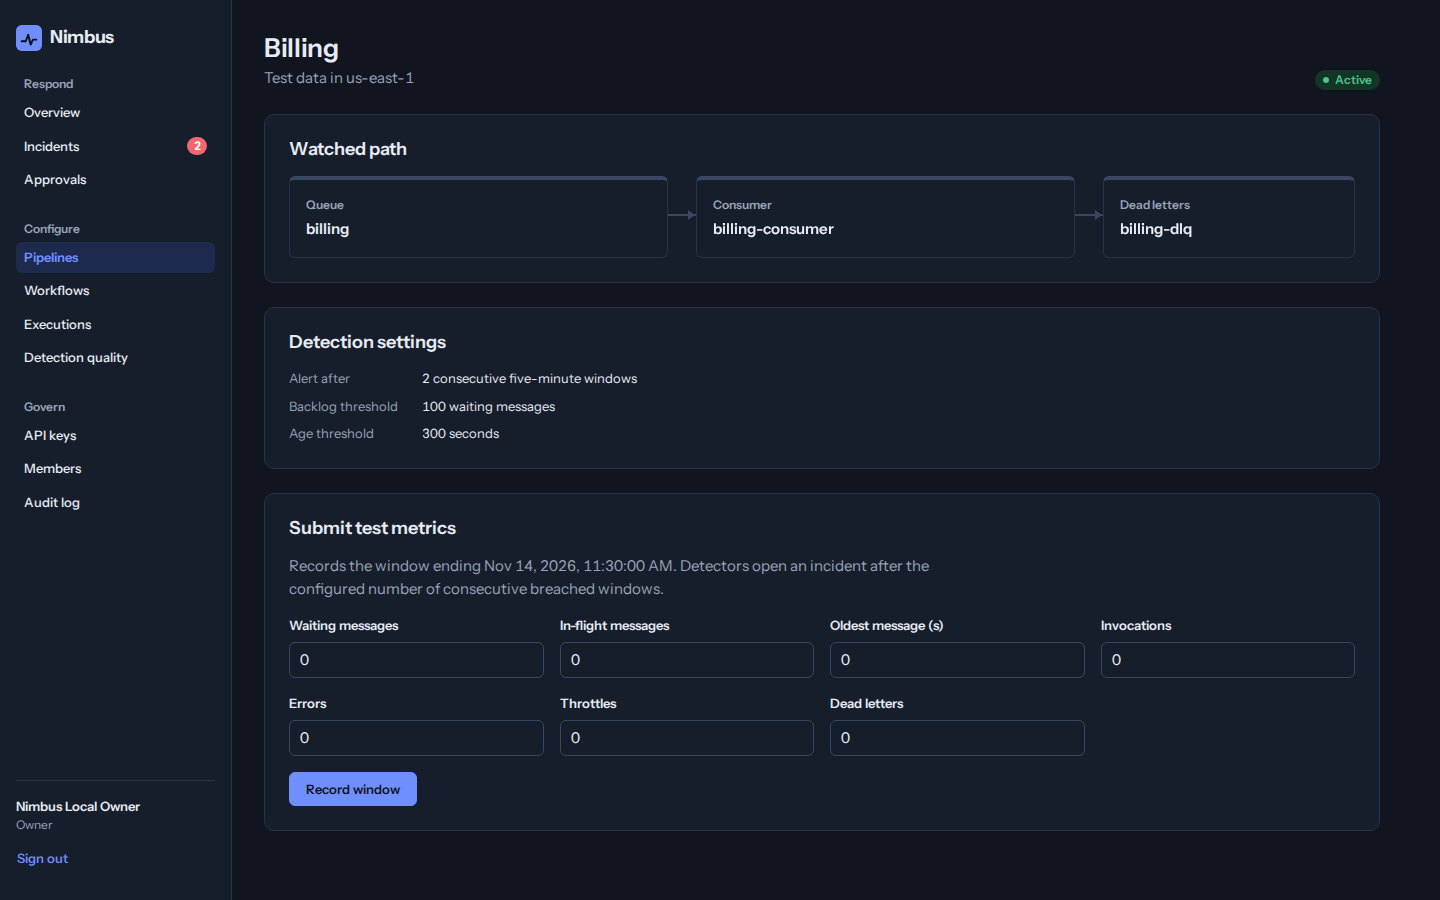 Nimbus
Respond
Overview
Incidents 2
Approvals
Configure
Pipelines
Workflows
Executions
Detection quality
Govern
API keys
Members
Audit log
Nimbus Local Owner
Owner
Sign out
Billing
Test data in us-east-1
Active
Watched path
Queue
billing
Consumer
billing-consumer
Dead letters
billing-dlq
Detection settings
Alert after 2 consecutive five-minute windows
Backlog threshold 100 waiting messages
Age threshold 300 seconds
Submit test metrics
Records the window ending Nov 14, 2026, 11:30:00 AM. Detectors open an incident after the
configured number of consecutive breached windows.
Waiting messages In-flight messages Oldest message (s) Invocations
0 0 0 0
Errors Throttles Dead letters
0 0 0
Record window